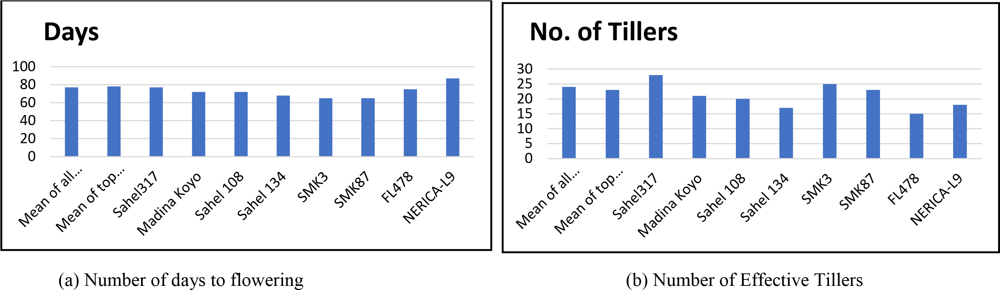 Days
100
80
60
40
20
0
Mean of all...
Mean of top...
Sahel317
Madina Koyo
Sahel 108
Sahel 134
SMK3
SMK87
FL478
NERICA-L9
(a) Number of days to flowering
No. of Tillers
30
25
20
15
10
5
0
Mean of all...
Mean of top...
Sahel317
Madina Koyo
Sahel 108
Sahel 134
SMK3
SMK87
FL478
NERICA-L9
(b) Number of Effective Tillers